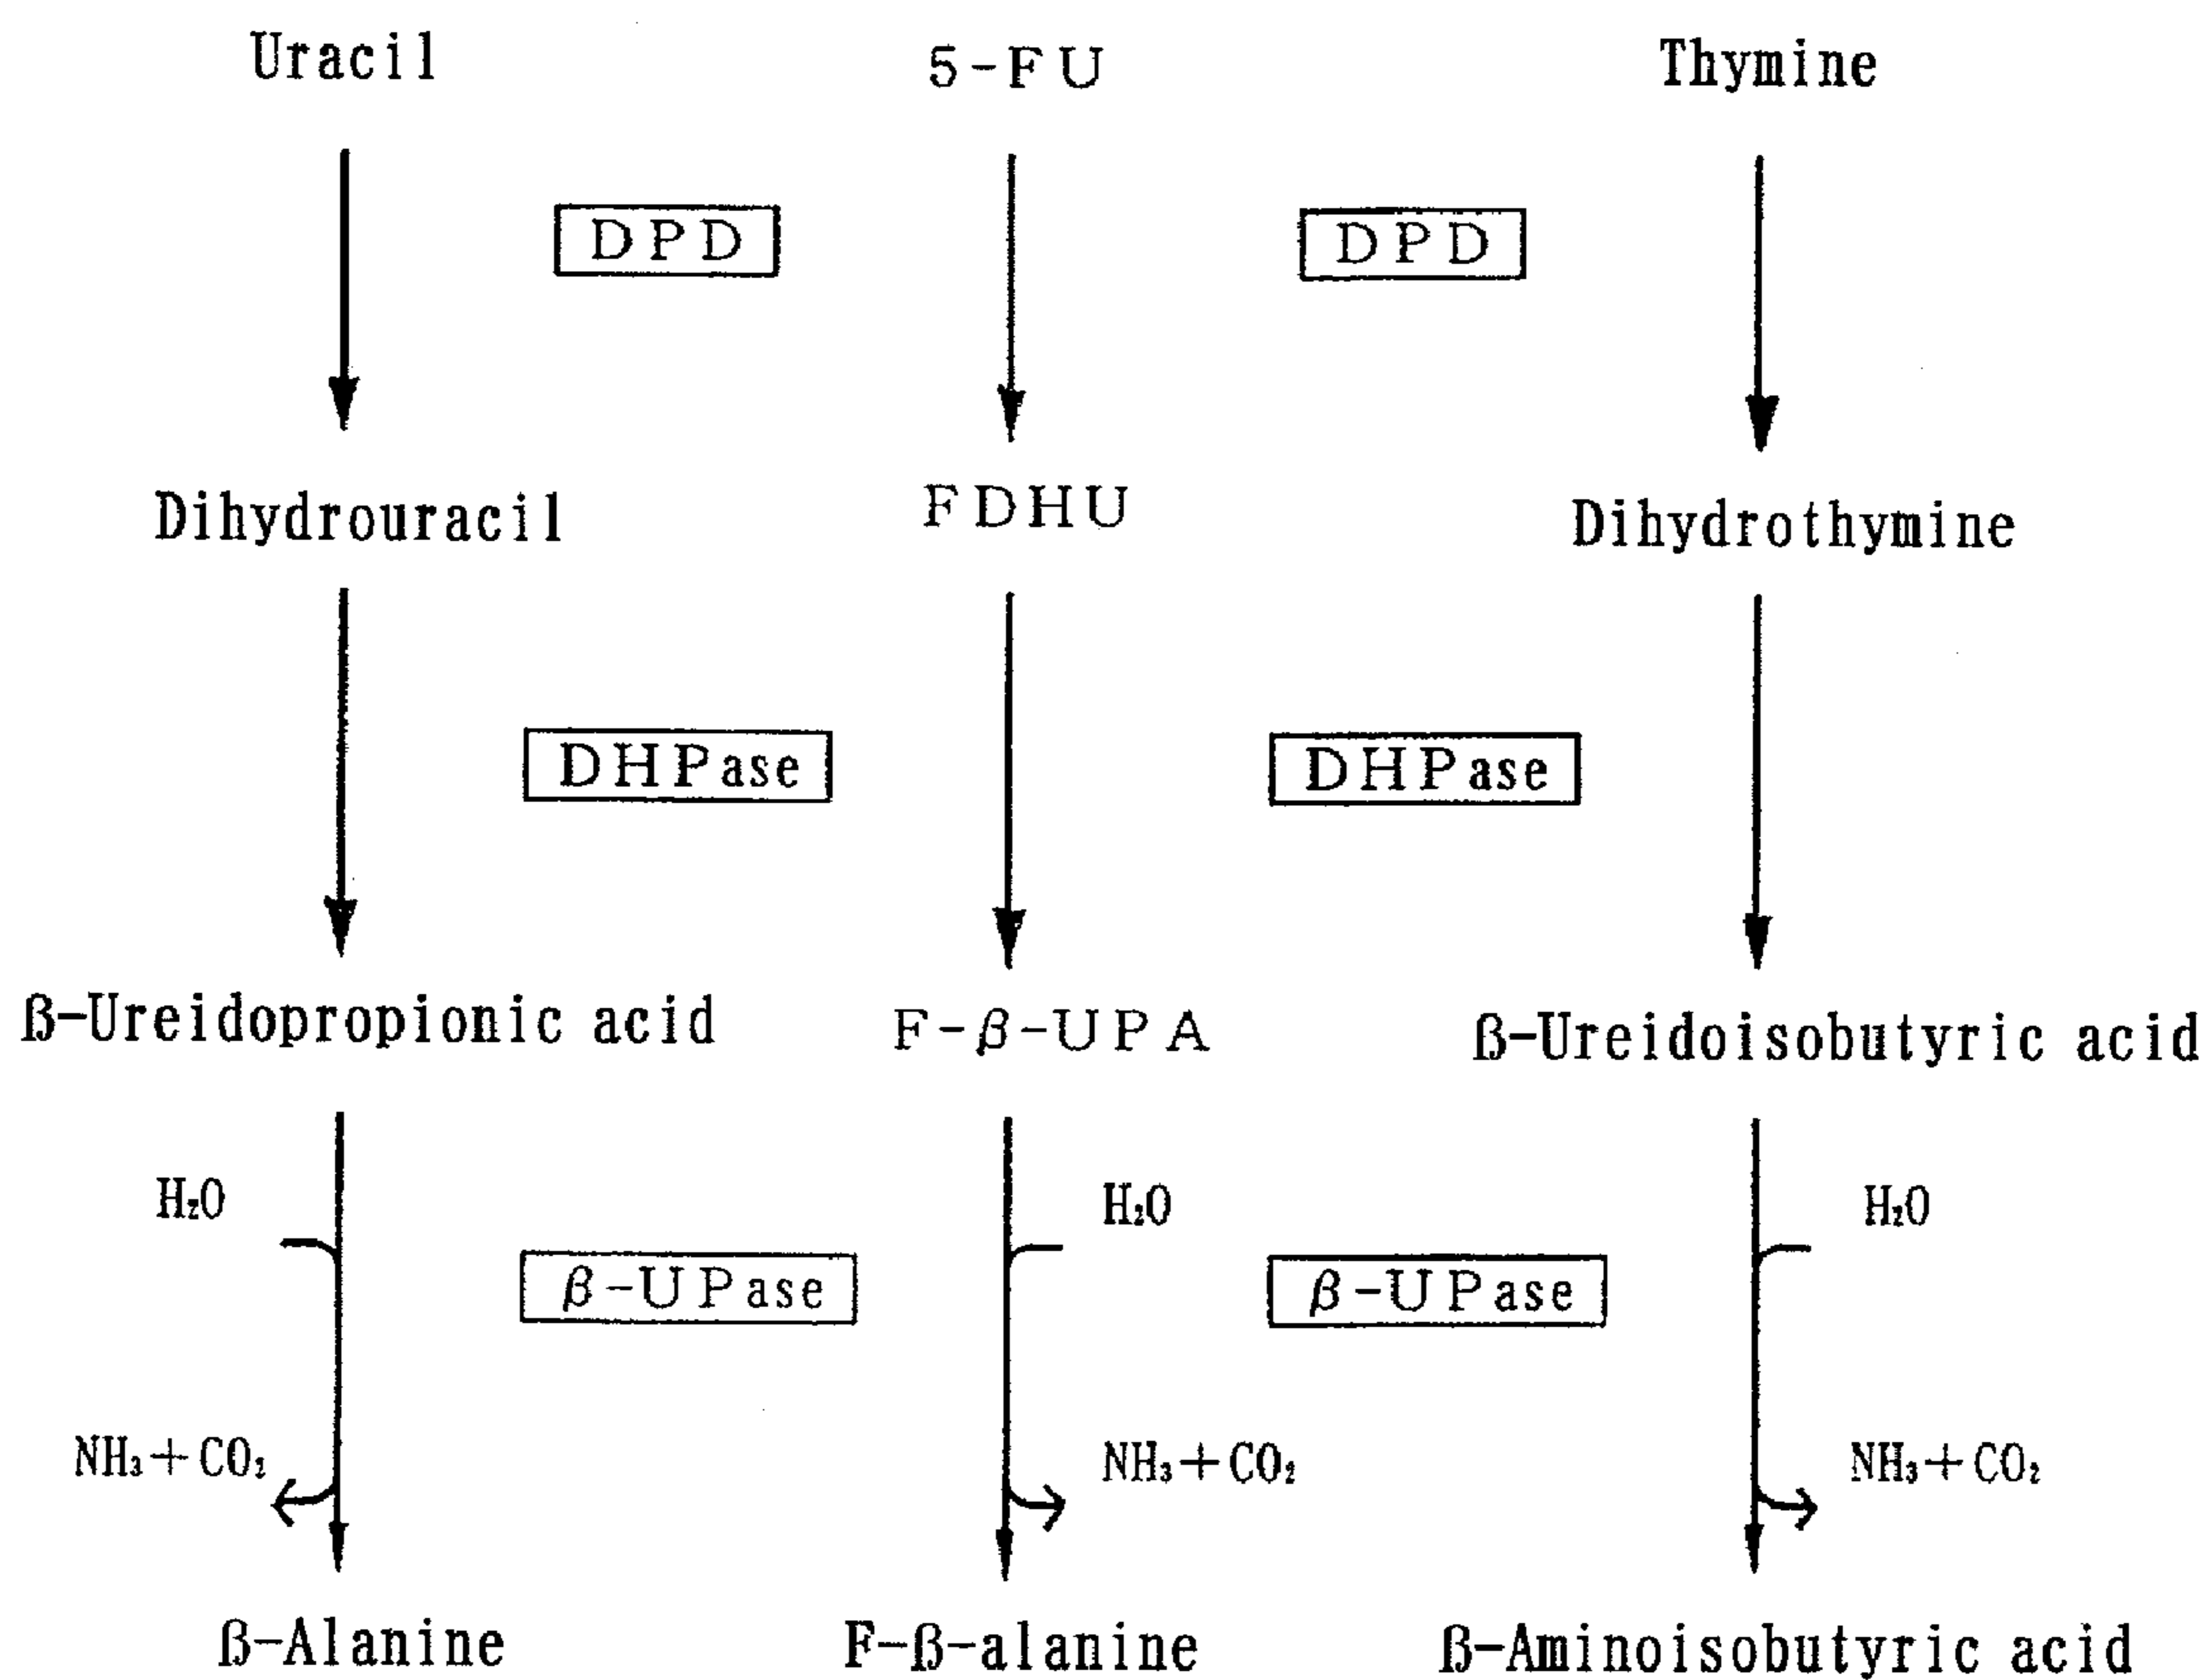 Uracil 5-FU Thymine
DPD DPD
Dihydrouracil FDHU Dihydrothymine
DHPase DHPase
ß-Ureidopropionic acid F-β-UPA ß-Ureidoisobutyric acid
H₂O H₂O H₂O
β-UPase β-UPase
NH₃+CO₂ NH₃+CO₂ NH₃+CO₂
ß-Alanine F-ß-alanine ß-Aminoisobutyric acid